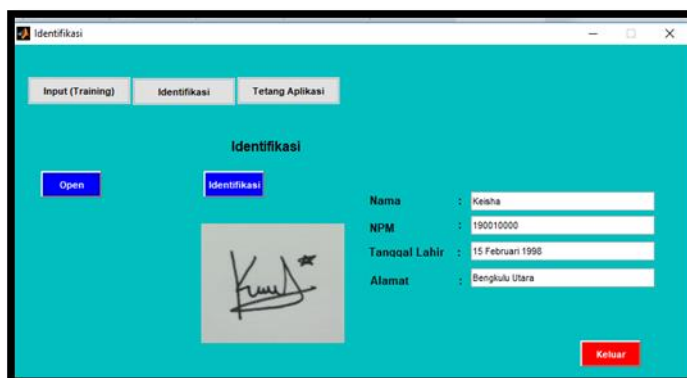 Identifikasi
Input (Training) Identifikasi Tetang Aplikasi
Identifikasi
Open Identifikasi
Nama : Keisha
NPM : 190010000
Tanggal Lahir : 15 Februari 1998
Alamat : Bengkulu Utara
Keluar